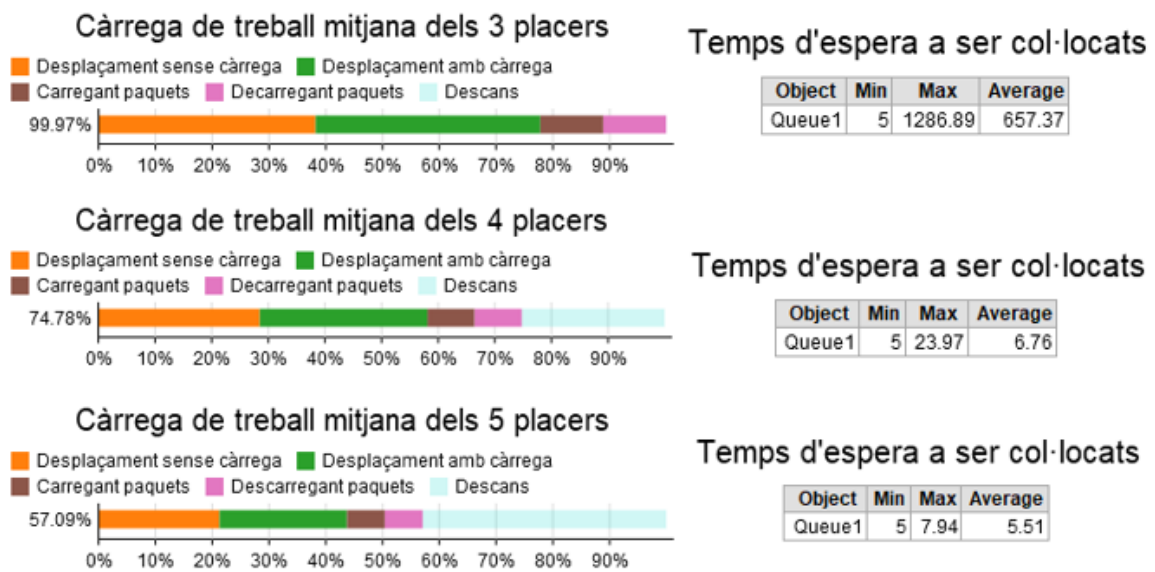 Càrrega de treball mitjana dels 3 placers
Desplaçament sense càrrega Desplaçament amb càrrega
Carregant paquets Decarregant paquets Descans
99.97%
0% 10% 20% 30% 40% 50% 60% 70% 80% 90%
Temps d'espera a ser col·locats
Object Min Max Average
Queue1 5 1286.89 657.37
Càrrega de treball mitjana dels 4 placers
Desplaçament sense càrrega Desplaçament amb càrrega
Carregant paquets Decarregant paquets Descans
74.78%
0% 10% 20% 30% 40% 50% 60% 70% 80% 90%
Temps d'espera a ser col·locats
Object Min Max Average
Queue1 5 23.97 6.76
Càrrega de treball mitjana dels 5 placers
Desplaçament sense càrrega Desplaçament amb càrrega
Carregant paquets Descarregant paquets Descans
57.09%
0% 10% 20% 30% 40% 50% 60% 70% 80% 90%
Temps d'espera a ser col·locats
Object Min Max Average
Queue1 5 7.94 5.51